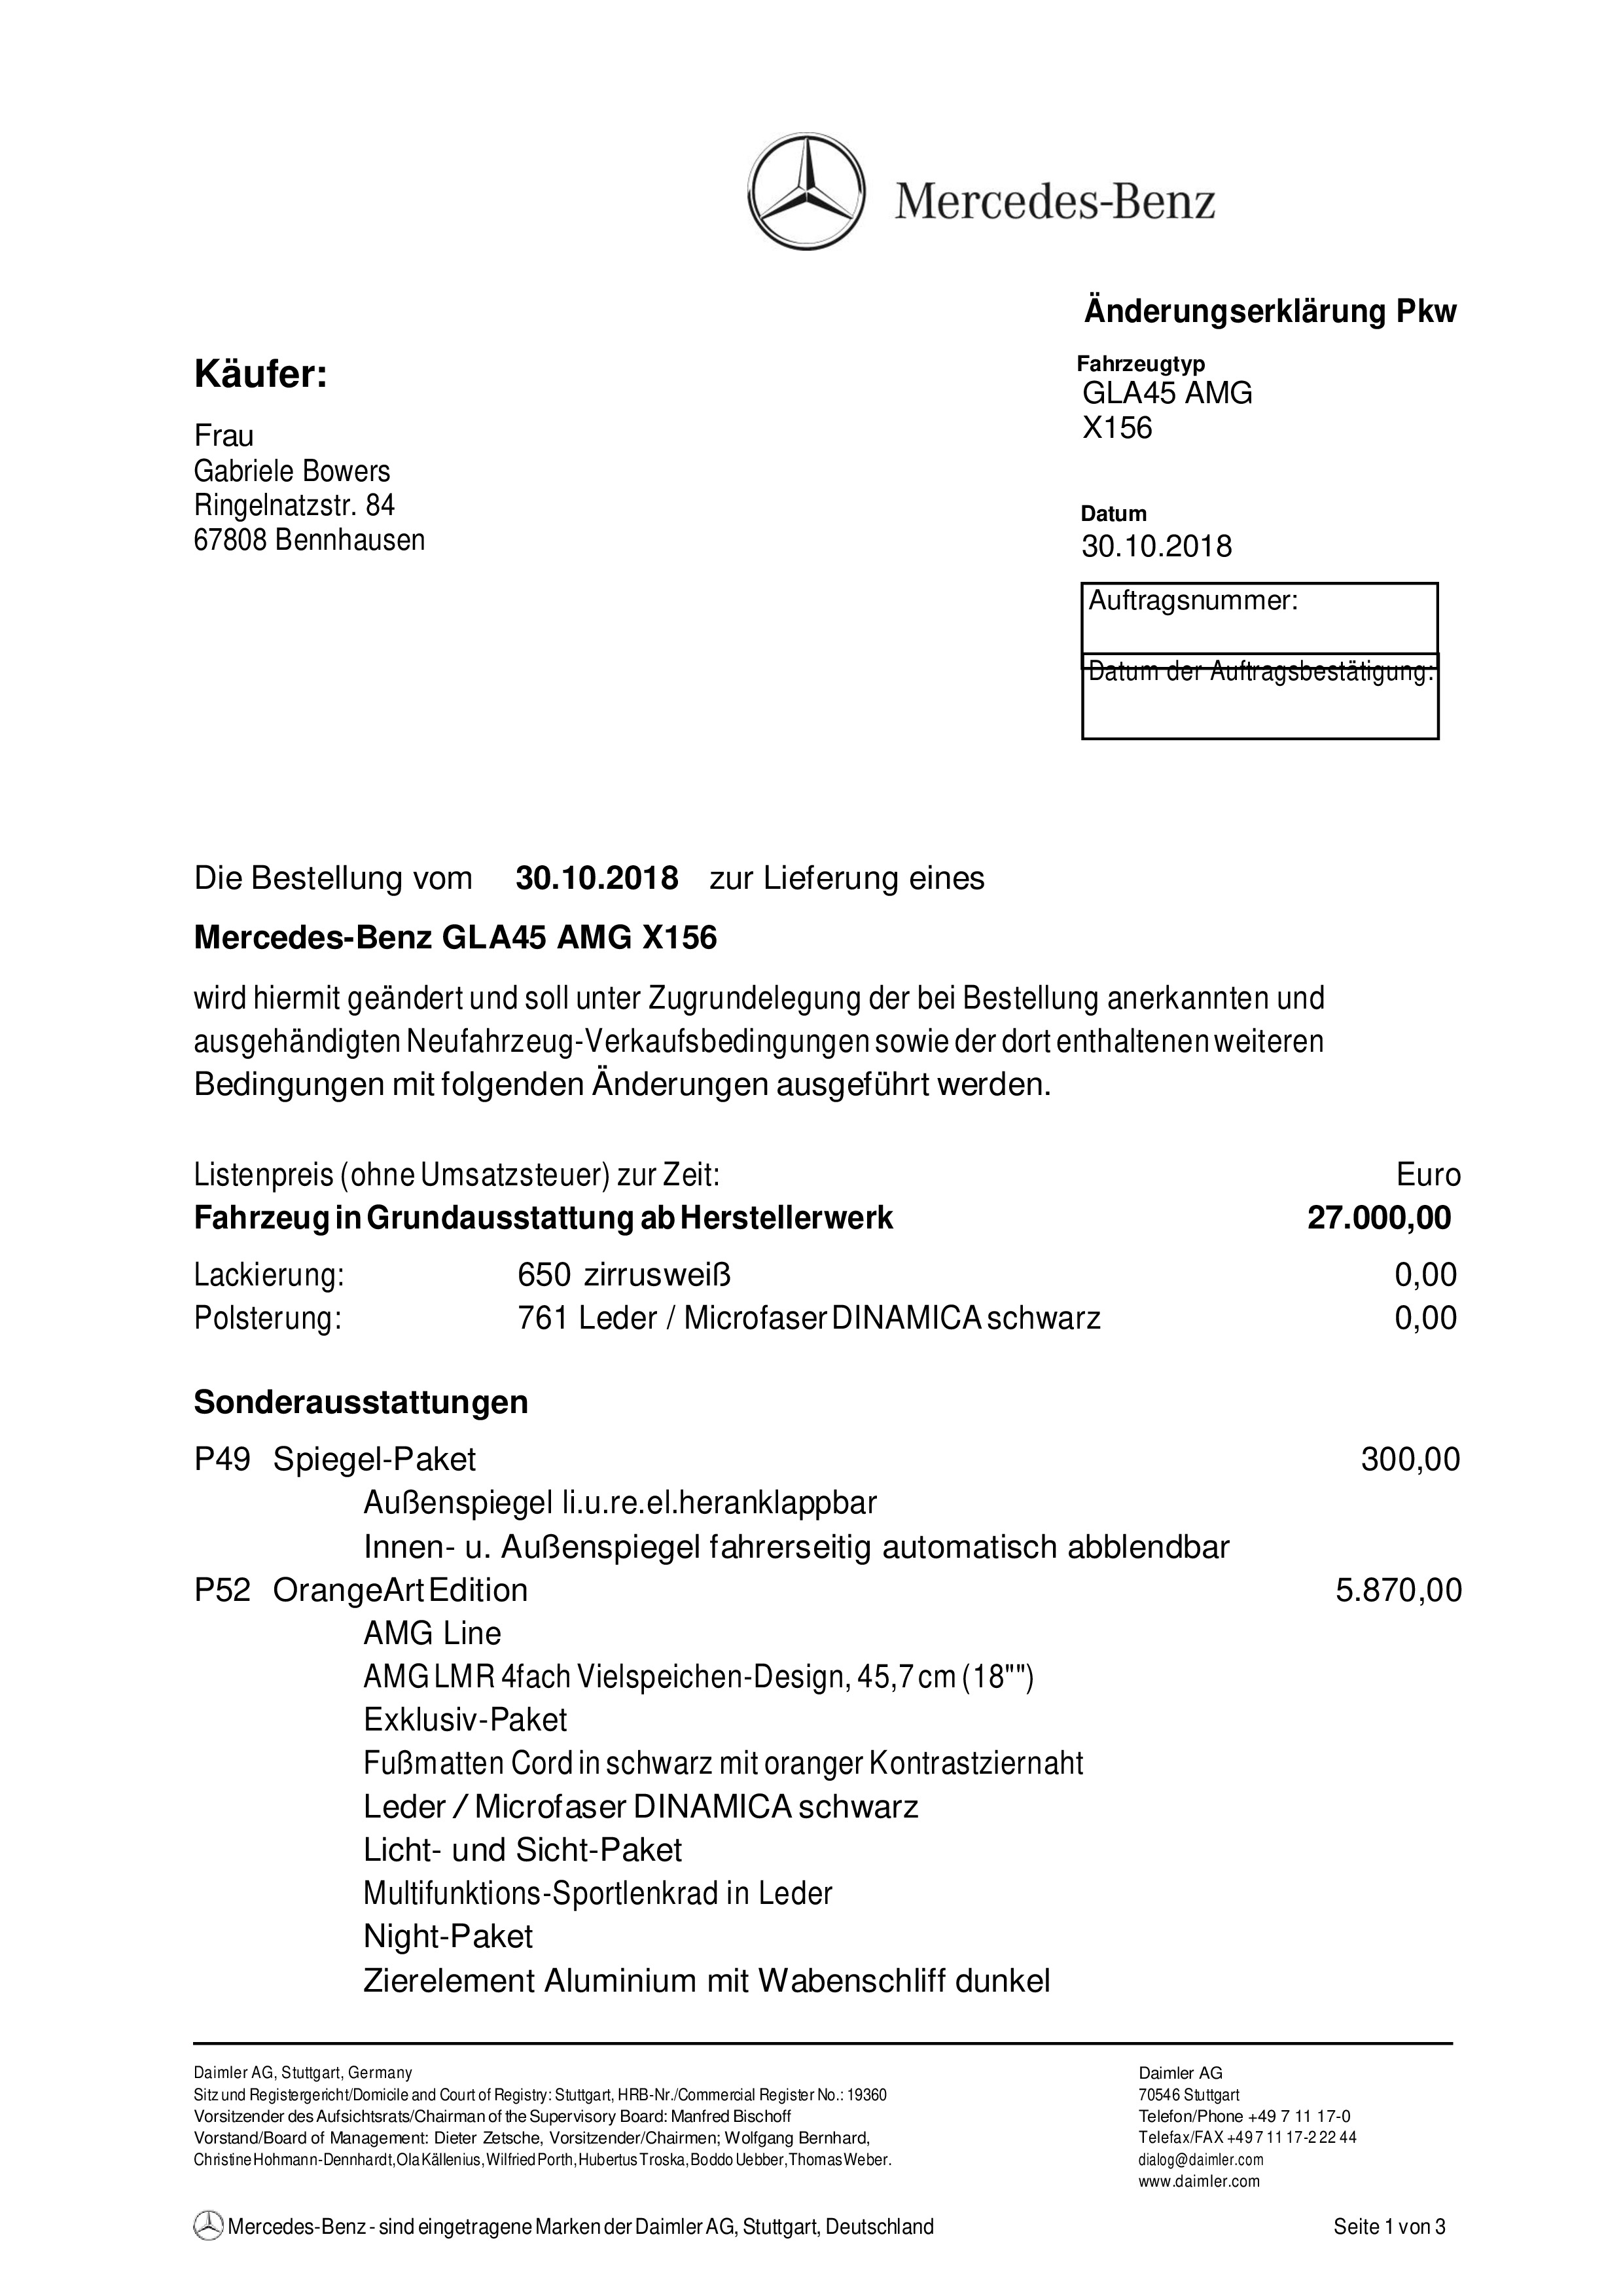 Mercedes-Benz
Änderungserklärung Pkw
Käufer:
Frau
Gabriele Bowers
Ringelnatzstr. 84
67808 Bennhausen
Fahrzeugtyp
GLA45 AMG
X156
Datum
30.10.2018
Auftragsnummer:
Datum der Auftragsbestätigung:
Die Bestellung vom 30.10.2018 zur Lieferung eines
Mercedes-Benz GLA45 AMG X156
wird hiermit geändert und soll unter Zugrundelegung der bei Bestellung anerkannten und
ausgehändigten Neufahrzeug-Verkaufsbedingungen sowie der dort enthaltenen weiteren
Bedingungen mit folgenden Änderungen ausgeführt werden.
Listenpreis (ohne Umsatzsteuer) zur Zeit: Euro
Fahrzeug in Grundausstattung ab Herstellerwerk 27.000,00
Lackierung: 650 zirrusweiß 0,00
Polsterung: 761 Leder / Microfaser DINAMICA schwarz 0,00
Sonderausstattungen
P49 Spiegel-Paket 300,00
Außenspiegel li.u.re.el.heranklappbar
Innen- u. Außenspiegel fahrerseitig automatisch abblendbar
P52 OrangeArt Edition 5.870,00
AMG Line
AMG LMR 4fach Vielspeichen-Design, 45,7 cm (18"")
Exklusiv-Paket
Fußmatten Cord in schwarz mit oranger Kontrastziernaht
Leder / Microfaser DINAMICA schwarz
Licht- und Sicht-Paket
Multifunktions-Sportlenkrad in Leder
Night-Paket
Zierelement Aluminium mit Wabenschliff dunkel
Daimler AG, Stuttgart, Germany
Sitz und Registergericht/Domicile and Court of Registry: Stuttgart, HRB-Nr./Commercial Register No.: 19360
Vorsitzender des Aufsichtsrats/Chairman of the Supervisory Board: Manfred Bischoff
Vorstand/Board of Management: Dieter Zetsche, Vorsitzender/Chairmen; Wolfgang Bernhard,
Christine Hohmann-Dennhardt, Ola Källenius, Wilfried Porth, Hubertus Troska, Boddo Uebber, Thomas Weber.
Daimler AG
70546 Stuttgart
Telefon/Phone +49 7 11 17-0
Telefax/FAX +49 7 11 17-2 22 44
dialog@daimler.com
www.daimler.com
Mercedes-Benz - sind eingetragene Marken der Daimler AG, Stuttgart, Deutschland Seite 1 von 3